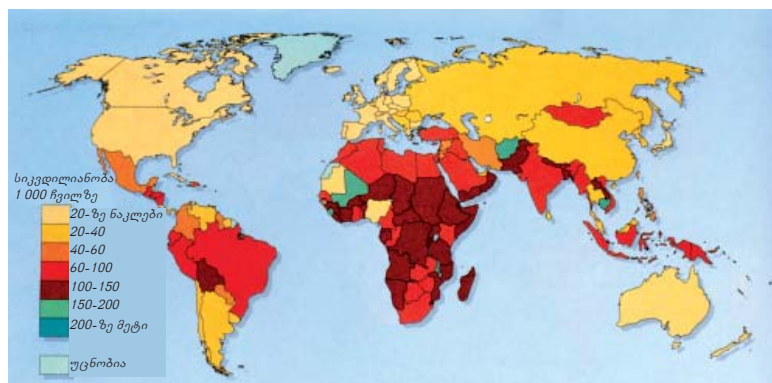 სიკვდილიანობა
1 000 ჩვილზე
20-ზე ნაკლები
20-40
40-60
60-100
100-150
150-200
200-ზე მეტი
უცნობია